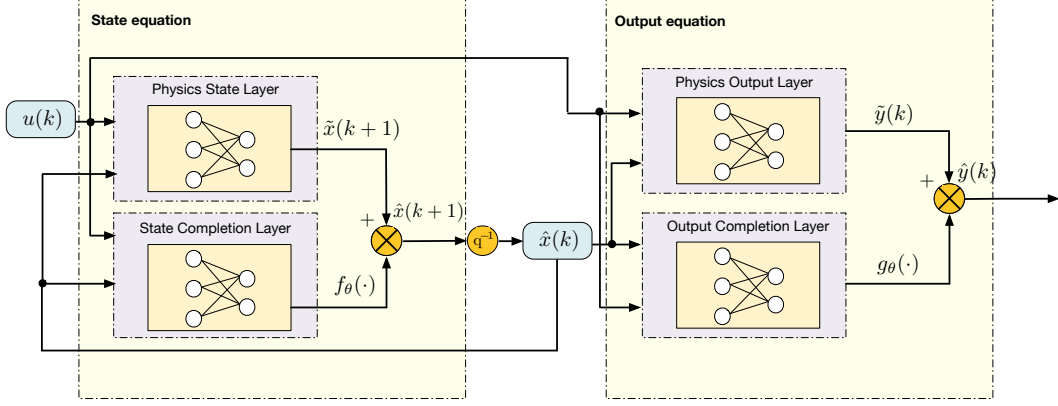 State equation
Output equation
Physics State Layer
Physics Output Layer
u(k)
x̃(k+1)
ỹ(k)
+
x̂(k+1)
+
ŷ(k)
State Completion Layer
q⁻¹
x̂(k)
Output Completion Layer
f_θ(·)
g_θ(·)